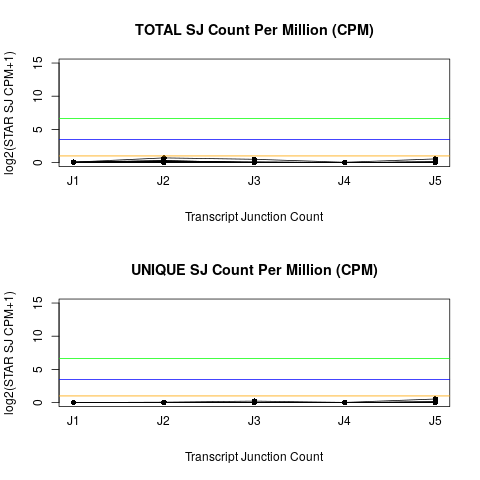 TOTAL SJ Count Per Million (CPM)
log2(STAR SJ CPM+1)
15
10
5
0
J1 J2 J3 J4 J5
Transcript Junction Count
UNIQUE SJ Count Per Million (CPM)
log2(STAR SJ CPM+1)
15
10
5
0
J1 J2 J3 J4 J5
Transcript Junction Count